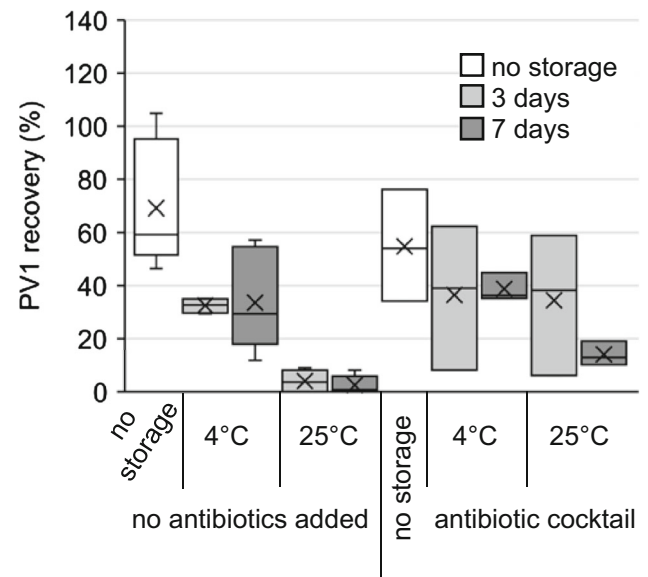 PV1 recovery (%)
140
120
100
80
60
40
20
0
no storage
3 days
7 days
no
storage
4°C
25°C
no storage
4°C
25°C
no antibiotics added
antibiotic cocktail